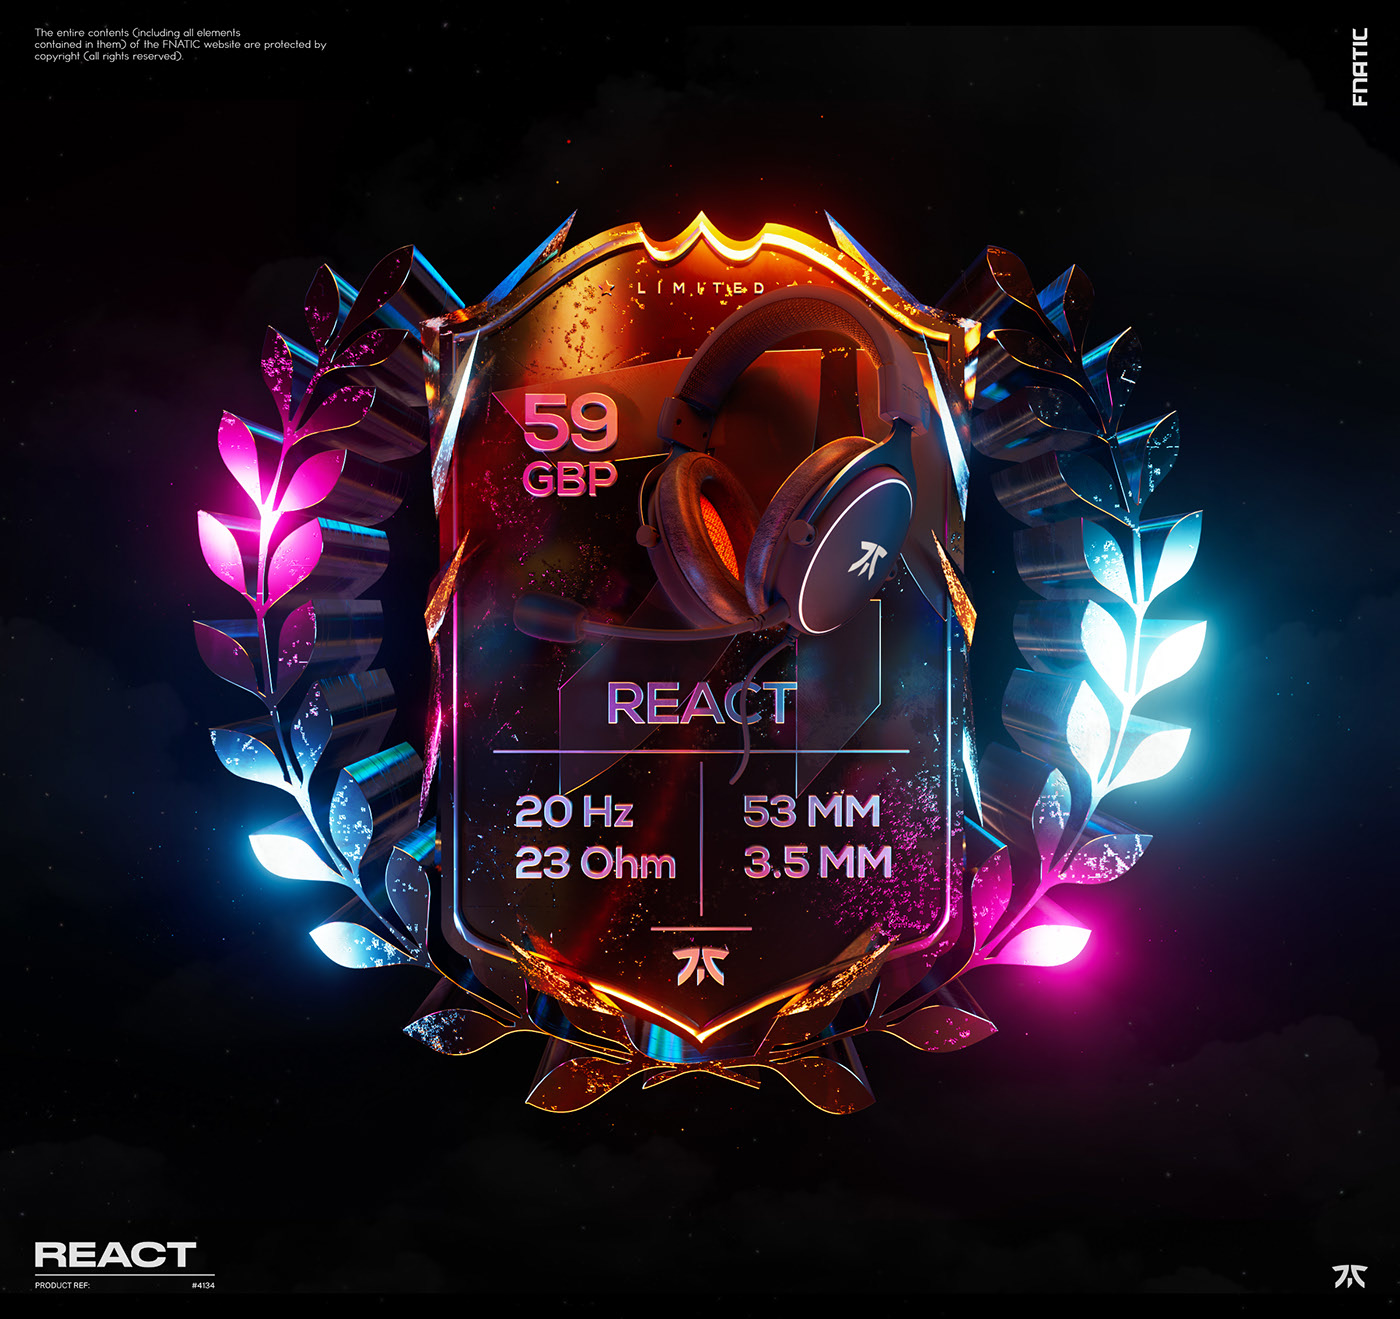 The entire contents (including all elements
contained in them) of the FNATIC website are protected by
copyright (all rights reserved).
FNATIC
LIMITED
59
GBP
REACT
20 Hz
53 MM
23 Ohm
3.5 MM
REACT
PRODUCT REF:
#4134